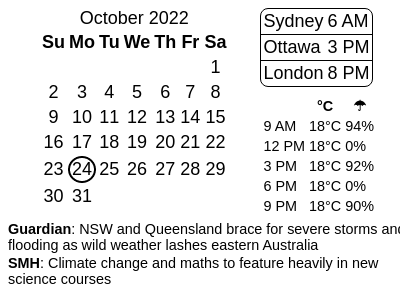 October 2022
Su Mo Tu We Th Fr Sa
1
2 3 4 5 6 7 8
9 10 11 12 13 14 15
16 17 18 19 20 21 22
23 24 25 26 27 28 29
30 31
Sydney 6 AM
Ottawa 3 PM
London 8 PM
°C ☂
9 AM 18°C 94%
12 PM 18°C 0%
3 PM 18°C 92%
6 PM 18°C 0%
9 PM 18°C 90%
Guardian: NSW and Queensland brace for severe storms and
flooding as wild weather lashes eastern Australia
SMH: Climate change and maths to feature heavily in new
science courses